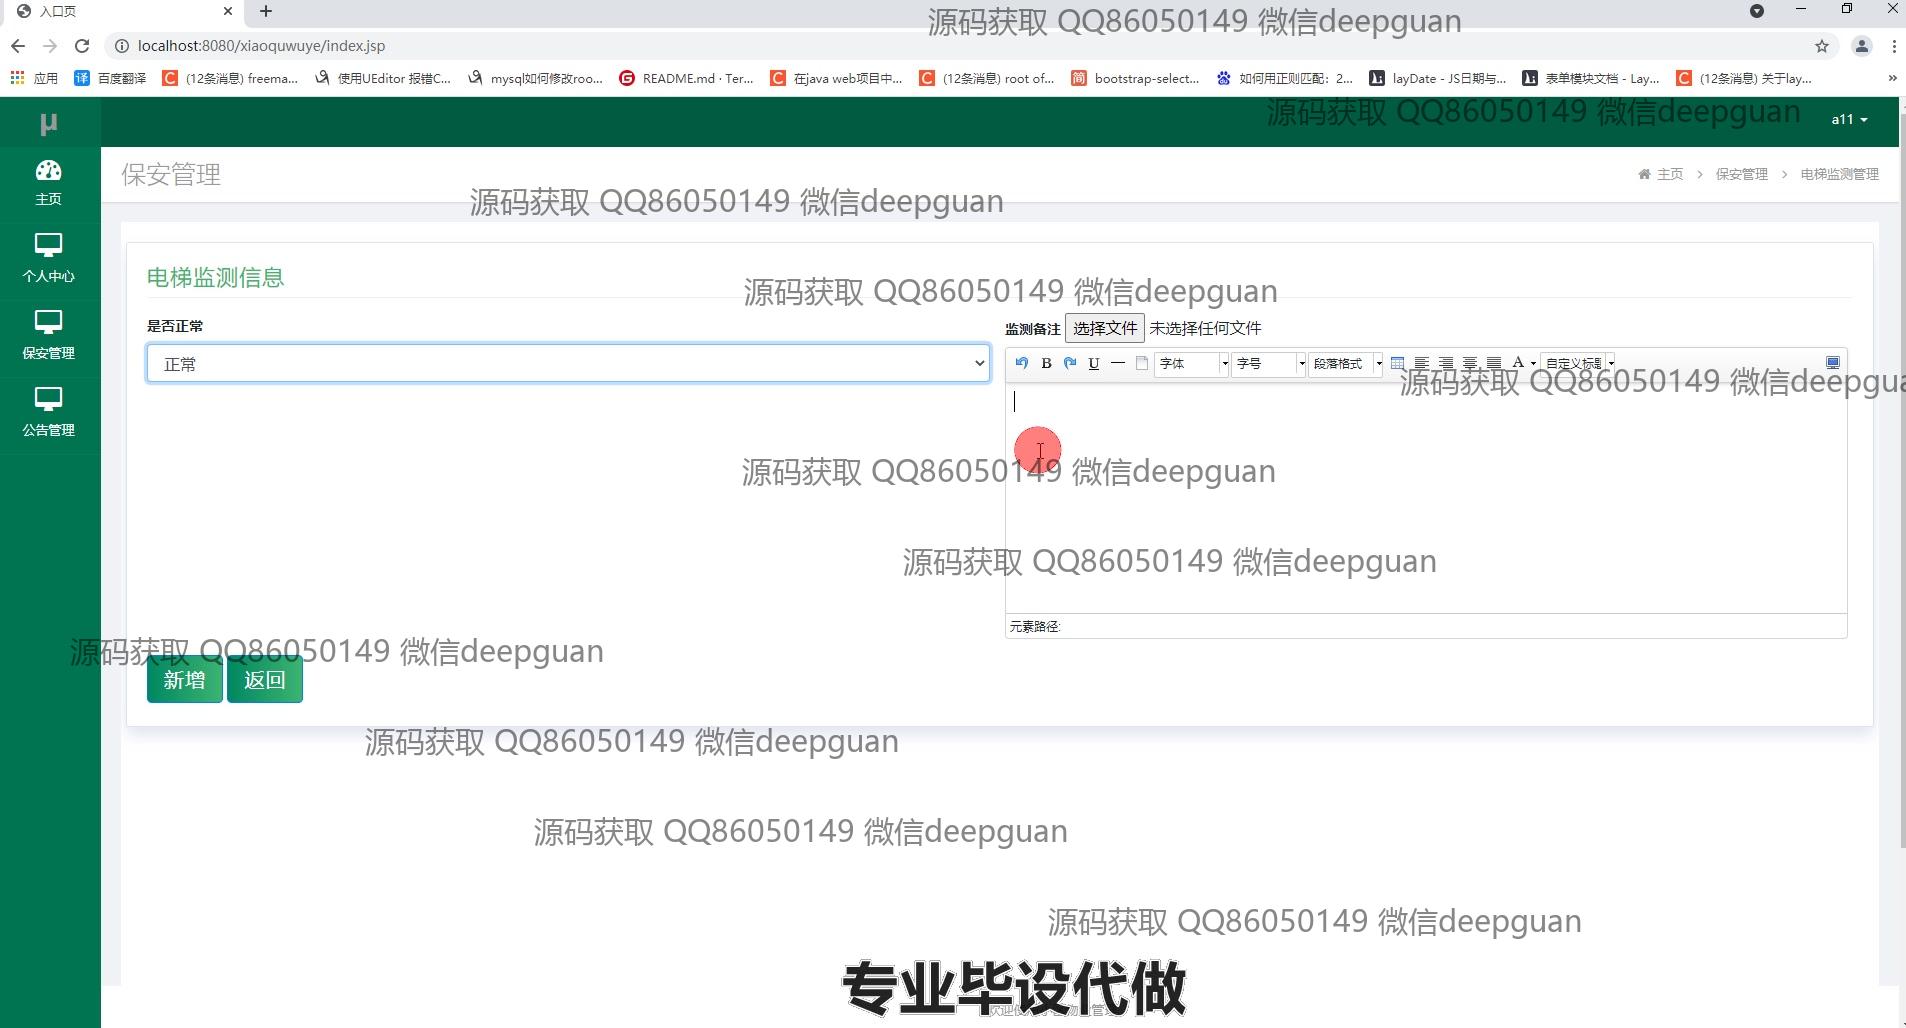 入口页
源码获取 QQ86050149 微信deepguan
localhost:8080/xiaoquwuye/index.jsp
应用 百度翻译 (12条消息) freema... 使用UEditor 报错C... mysql如何修改roo... README.md · Ter... 在java web项目中... (12条消息) root of... bootstrap-select... 如何用正则匹配：2... layDate - JS日期与... 表单模块文档 - Lay... (12条消息) 关于lay...
µ 源码获取 QQ86050149 微信deepguan a11
主页
保安管理 主页 > 保安管理 > 电梯监测管理
源码获取 QQ86050149 微信deepguan
个人中心
电梯监测信息
源码获取 QQ86050149 微信deepguan
是否正常 监测备注 选择文件 未选择任何文件
保安管理
正常 B U 字体 字号 段落格式 A 自定义标题
源码获取 QQ86050149 微信deepgua
公告管理
源码获取 QQ86050149 微信deepguan
源码获取 QQ86050149 微信deepguan
元素路径:
源码获取 QQ86050149 微信deepguan
新增 返回
源码获取 QQ86050149 微信deepguan
源码获取 QQ86050149 微信deepguan
源码获取 QQ86050149 微信deepguan
专业毕设代做